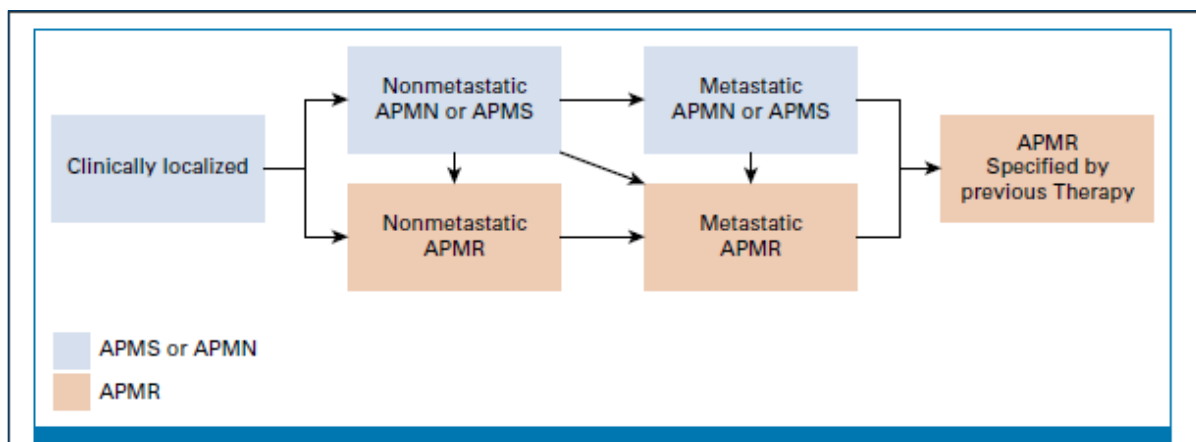 Nonmetastatic
APMN or APMS
Metastatic
APMN or APMS
Clinically localized
APMR
Specified by
previous Therapy
Nonmetastatic
APMR
Metastatic
APMR
APMS or APMN
APMR